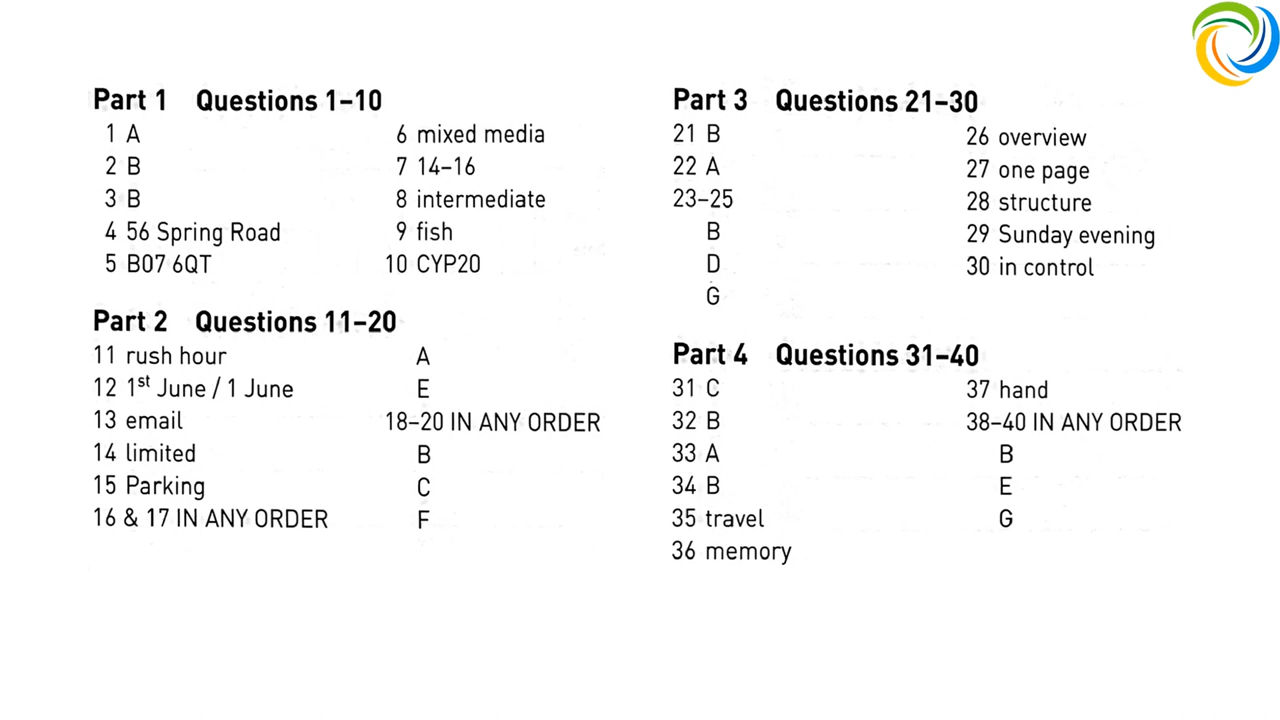 Part 1 Questions 1–10
1 A
2 B
3 B
4 56 Spring Road
5 B07 6QT
6 mixed media
7 14–16
8 intermediate
9 fish
10 CYP20
Part 2 Questions 11–20
11 rush hour
12 1st June / 1 June
13 email
14 limited
15 Parking
16 & 17 IN ANY ORDER
A
E
18–20 IN ANY ORDER
B
C
F
Part 3 Questions 21–30
21 B
22 A
23–25
B
D
G
26 overview
27 one page
28 structure
29 Sunday evening
30 in control
Part 4 Questions 31–40
31 C
32 B
33 A
34 B
35 travel
36 memory
37 hand
38–40 IN ANY ORDER
B
E
G